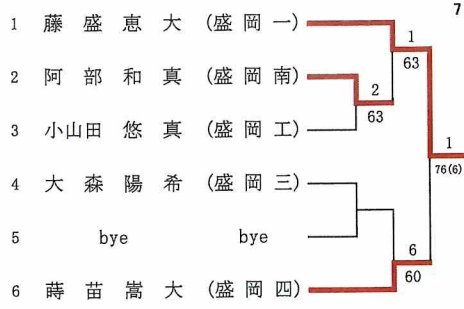 7
1 藤盛恵大 (盛岡一)
1
63
2 阿部和真 (盛岡南)
2
63
3 小山田悠真 (盛岡工)
1
76(6)
4 大森陽希 (盛岡三)
5 bye bye
6
60
6 蒔苗嵩大 (盛岡四)